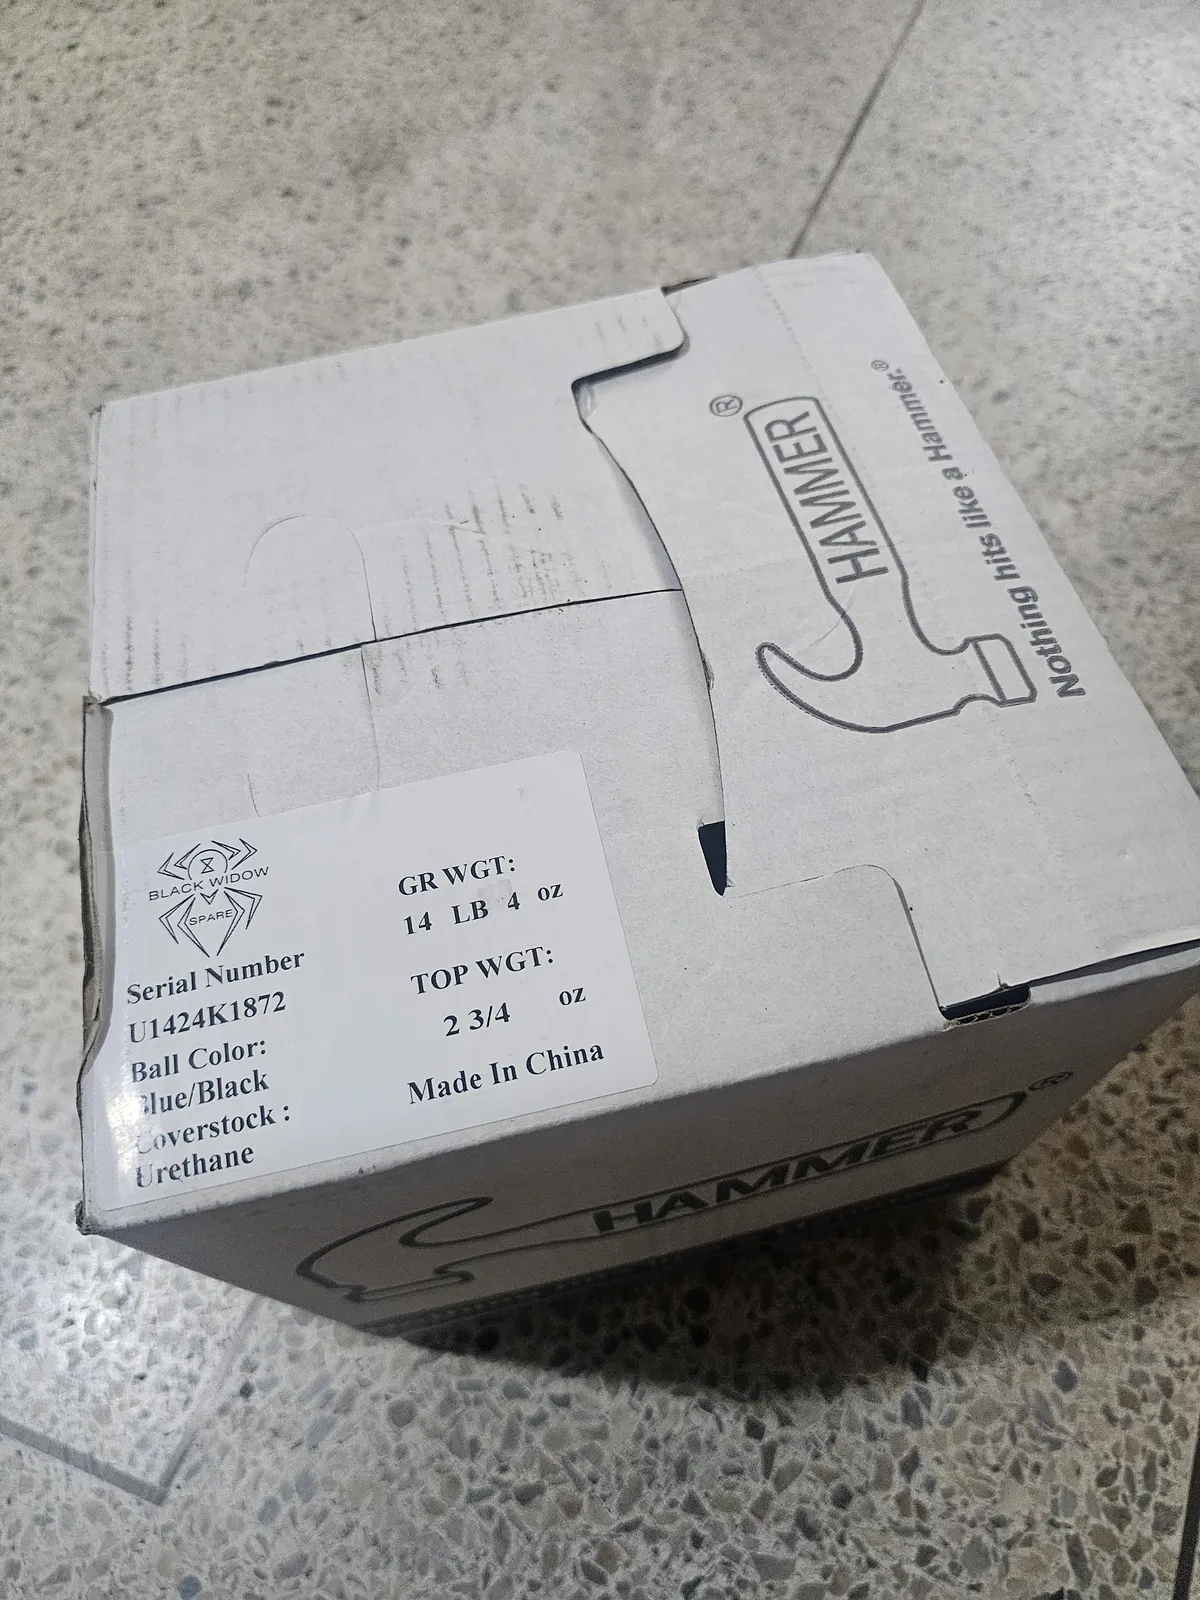 HAMMER®
Nothing hits like a Hammer.®
BLACK WIDOW
SPARE
Serial Number
U1424K1872
Ball Color:
Blue/Black
Coverstock :
Urethane
GR WGT:
14 LB 4 oz
TOP WGT:
2 3/4 oz
Made In China
HAMMER®